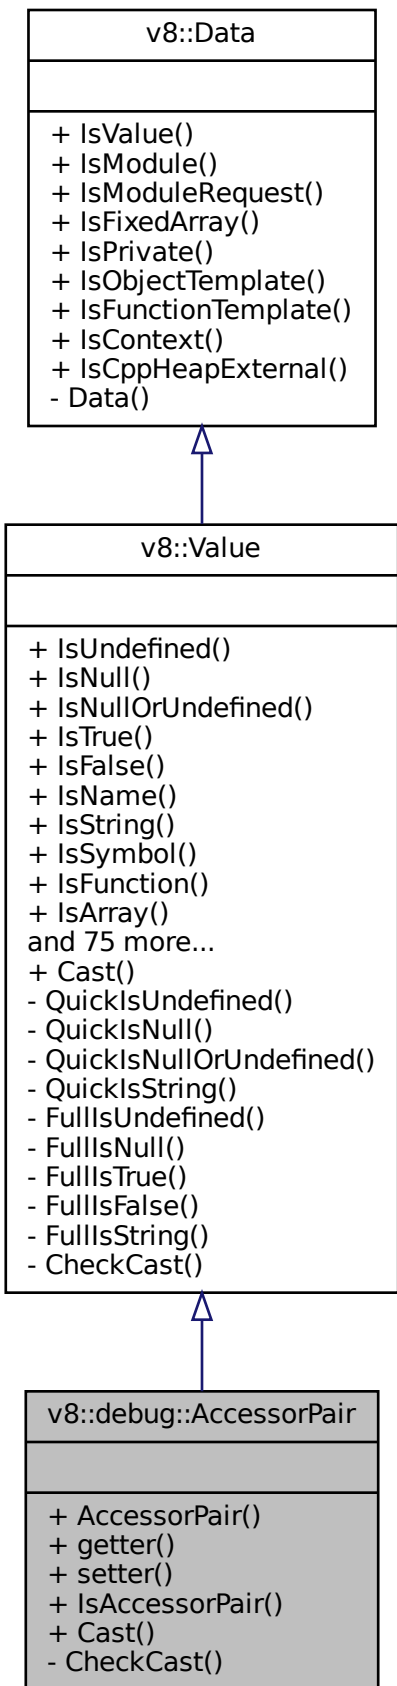 v8::Data
+ IsValue()
+ IsModule()
+ IsModuleRequest()
+ IsFixedArray()
+ IsPrivate()
+ IsObjectTemplate()
+ IsFunctionTemplate()
+ IsContext()
+ IsCppHeapExternal()
- Data()
v8::Value
+ IsUndefined()
+ IsNull()
+ IsNullOrUndefined()
+ IsTrue()
+ IsFalse()
+ IsName()
+ IsString()
+ IsSymbol()
+ IsFunction()
+ IsArray()
and 75 more...
+ Cast()
- QuickIsUndefined()
- QuickIsNull()
- QuickIsNullOrUndefined()
- QuickIsString()
- FullIsUndefined()
- FullIsNull()
- FullIsTrue()
- FullIsFalse()
- FullIsString()
- CheckCast()
v8::debug::AccessorPair
+ AccessorPair()
+ getter()
+ setter()
+ IsAccessorPair()
+ Cast()
- CheckCast()